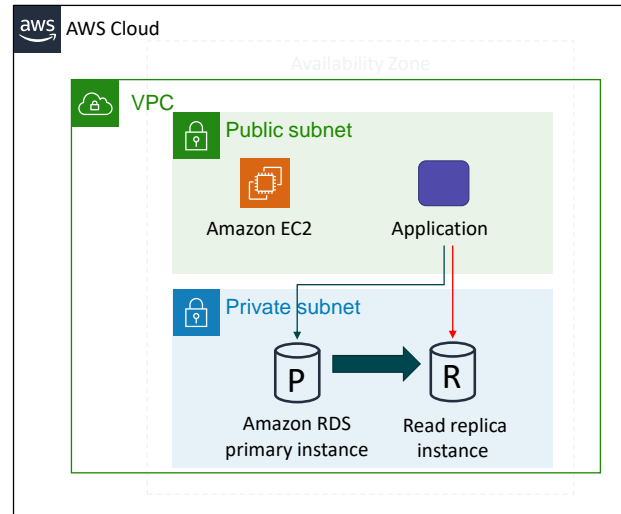 aws
AWS Cloud
Availability Zone
VPC
Public subnet
Amazon EC2
Application
Private subnet
P
R
Amazon RDS
primary instance
Read replica
instance